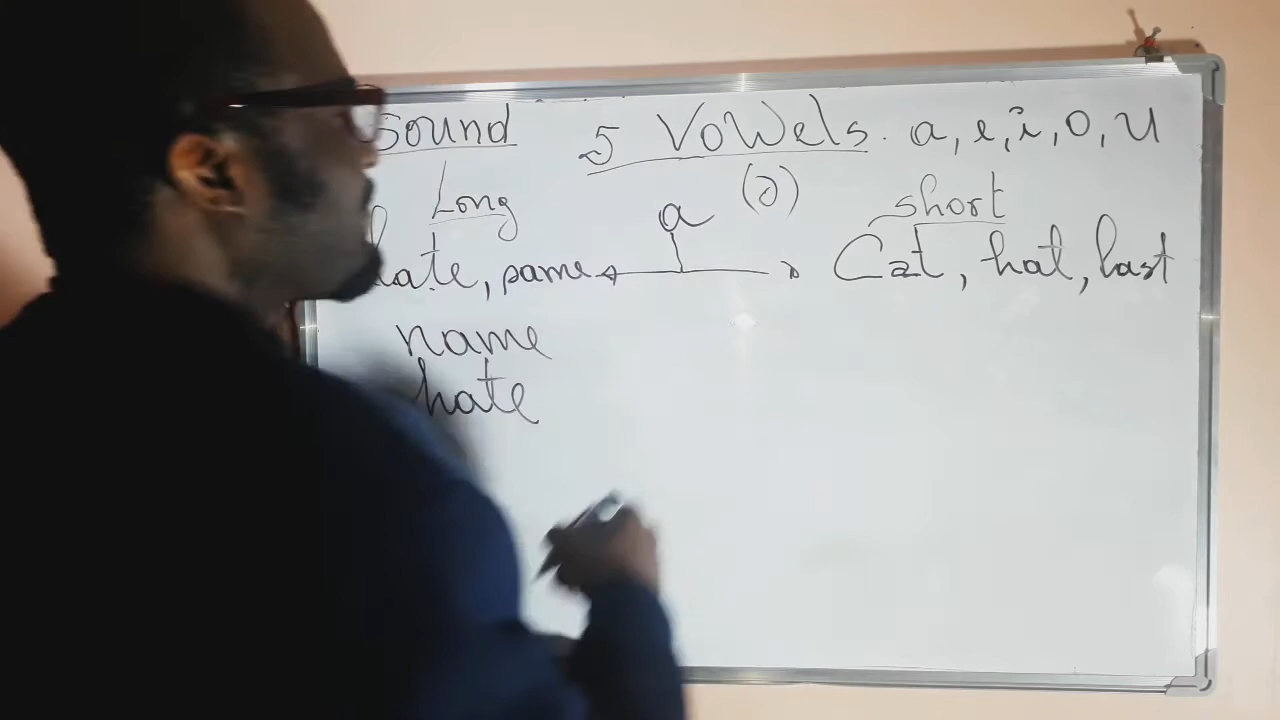 sound 5 Vowels. a, e, i, o, u
Long a (ə) short
hate, pame Cat, hat, last
name
hate